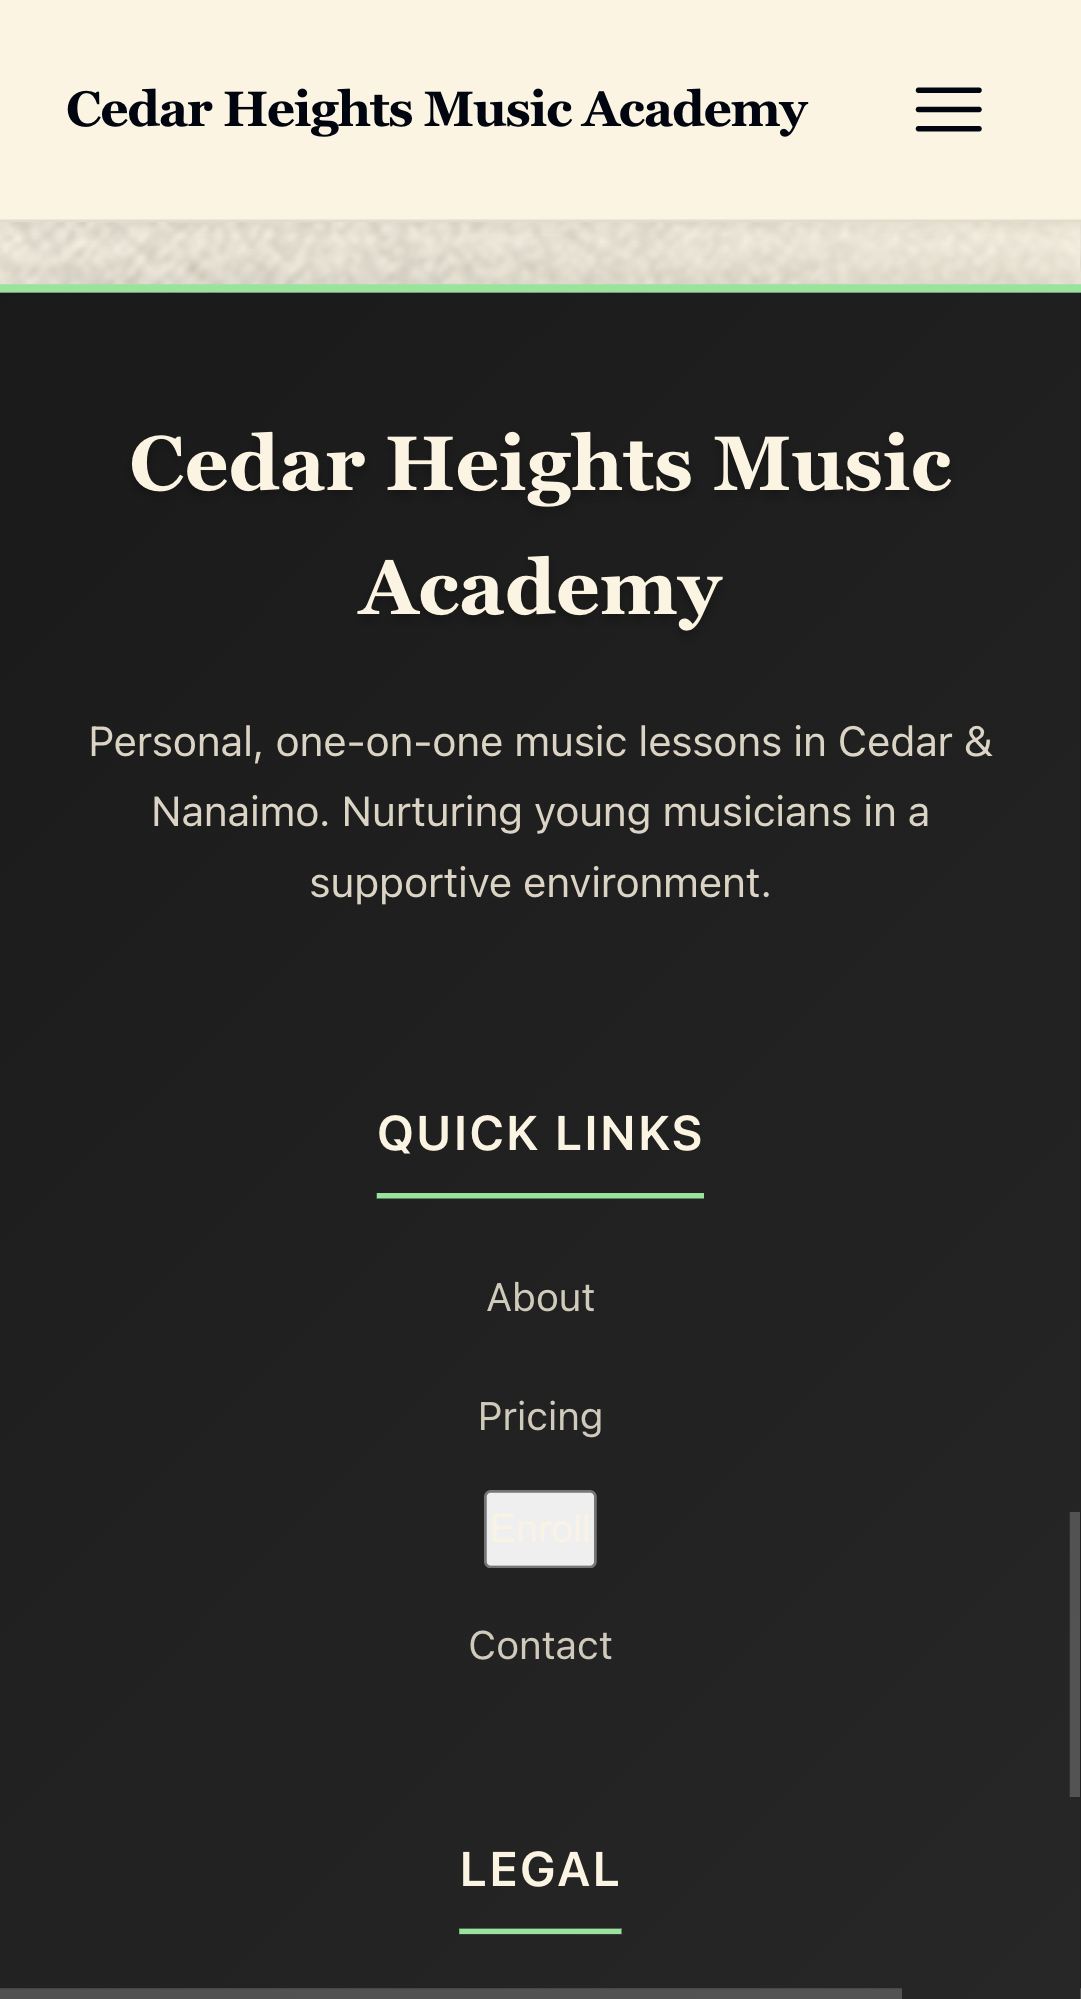 Cedar Heights Music Academy
Cedar Heights Music
Academy
Personal, one-on-one music lessons in Cedar &
Nanaimo. Nurturing young musicians in a
supportive environment.
QUICK LINKS
About
Pricing
Enroll
Contact
LEGAL